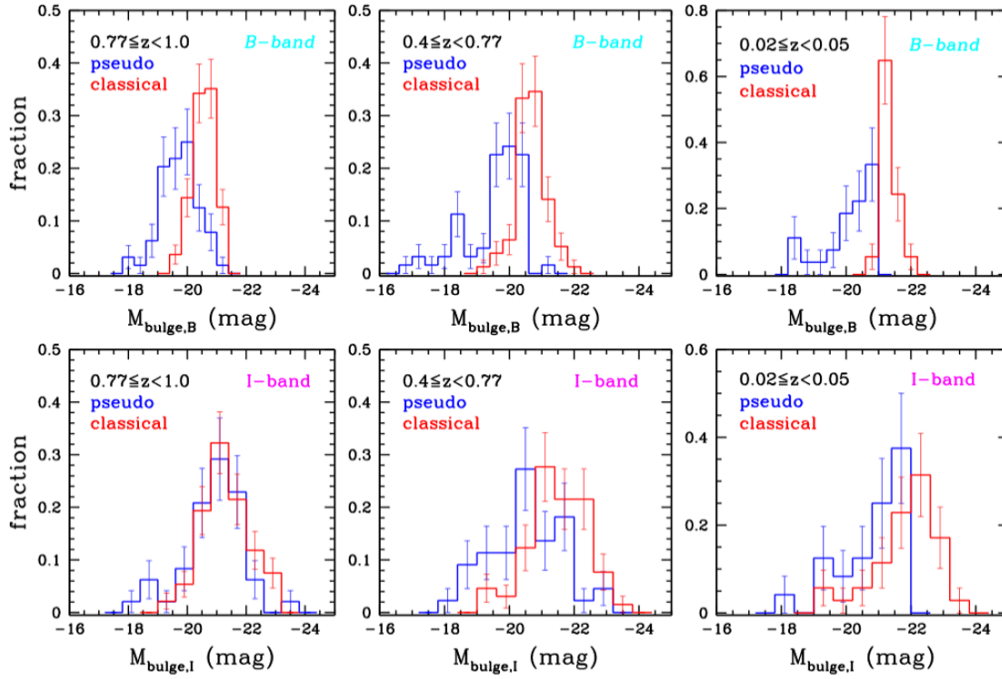 0.5
0.4
0.3
0.2
0.1
0
fraction
0.77≦z<1.0
B-band
pseudo
classical
-16 -18 -20 -22 -24
M_bulge,B (mag)
0.5
0.4
0.3
0.2
0.1
0
0.4≦z<0.77
B-band
pseudo
classical
-16 -18 -20 -22 -24
M_bulge,B (mag)
0.8
0.6
0.4
0.2
0
0.02≦z<0.05
B-band
pseudo
classical
-16 -18 -20 -22 -24
M_bulge,B (mag)
0.5
0.4
0.3
0.2
0.1
0
fraction
0.77≦z<1.0
I-band
pseudo
classical
-16 -18 -20 -22 -24
M_bulge,I (mag)
0.5
0.4
0.3
0.2
0.1
0
0.4≦z<0.77
I-band
pseudo
classical
-16 -18 -20 -22 -24
M_bulge,I (mag)
0.6
0.4
0.2
0
0.02≦z<0.05
I-band
pseudo
classical
-16 -18 -20 -22 -24
M_bulge,I (mag)